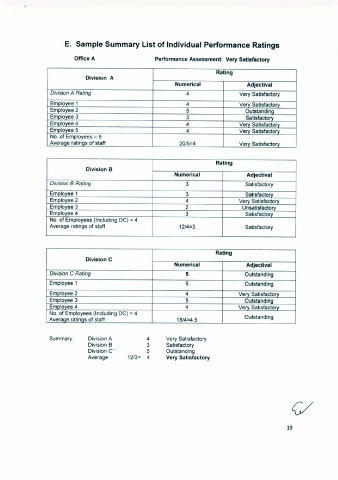 E. Sample Summary List of Individual Performance Ratings
Office A Performance Assessment: Very Satisfactory
Division A Rating
Numerical Adjectival
Division A Rating 4 Very Satisfactory
Employee 1 4 Very Satisfactory
Employee 2 5 Outstanding
Employee 3 3 Satisfactory
Employee 4 4 Very Satisfactory
Employee 5 4 Very Satisfactory
No. of Employees = 5
Average ratings of staff 20/5=4 Very Satisfactory
Division B Rating
Numerical Adjectival
Division B Rating 3 Satisfactory
Employee 1 3 Satisfactory
Employee 2 4 Very Satisfactory
Employee 3 2 Unsatisfactory
Employee 4 3 Satisfactory
No. of Employees (Including DC) = 4
Average ratings of staff 12/4=3 Satisfactory
Division C Rating
Numerical Adjectival
Division C Rating 5 Outstanding
Employee 1 5 Outstanding
Employee 2 4 Very Satisfactory
Employee 3 5 Outstanding
Employee 4 4 Very Satisfactory
No. of Employees (Including DC) = 4
Average ratings of staff 18/4=4.5 Outstanding
Summary: Division A 4 Very Satisfactory
Division B 3 Satisfactory
Division C 5 Outstanding
Average 12/3= 4 Very Satisfactory
19